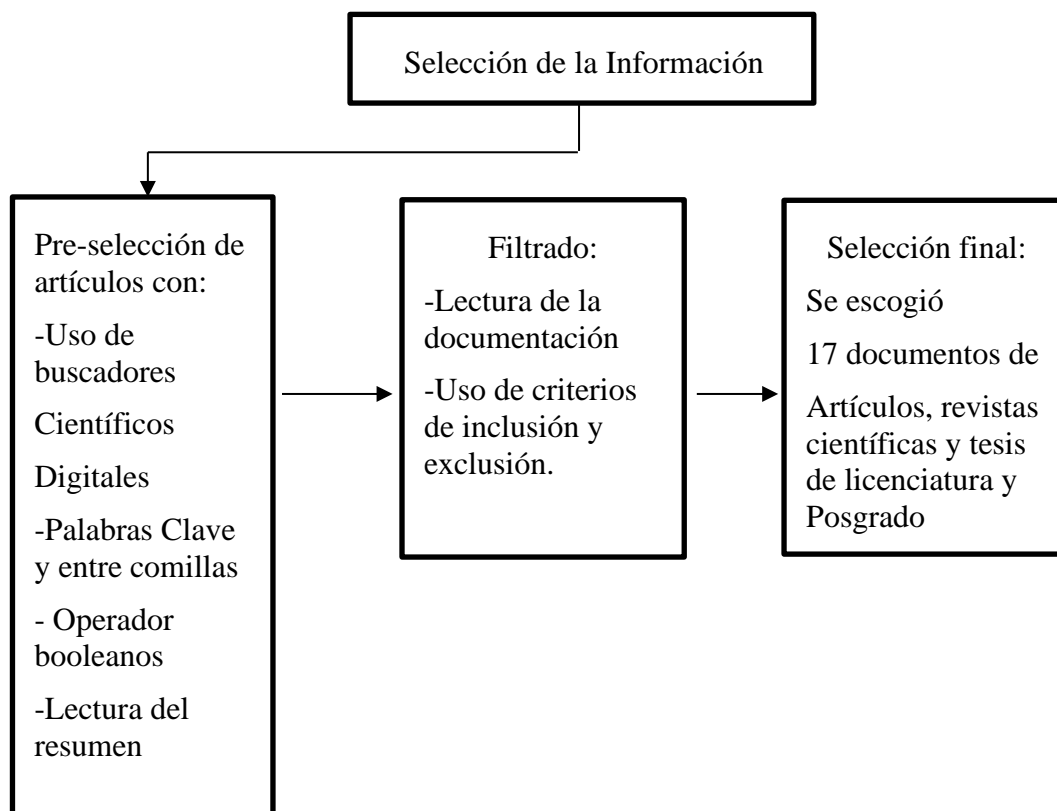 Selección de la Información
Pre-selección de
artículos con:
-Uso de
buscadores
Científicos
Digitales
-Palabras Clave
y entre comillas
- Operador
booleanos
-Lectura del
resumen
Filtrado:
-Lectura de la
documentación
-Uso de criterios
de inclusión y
exclusión.
Selección final:
Se escogió
17 documentos de
Artículos, revistas
científicas y tesis
de licenciatura y
Posgrado